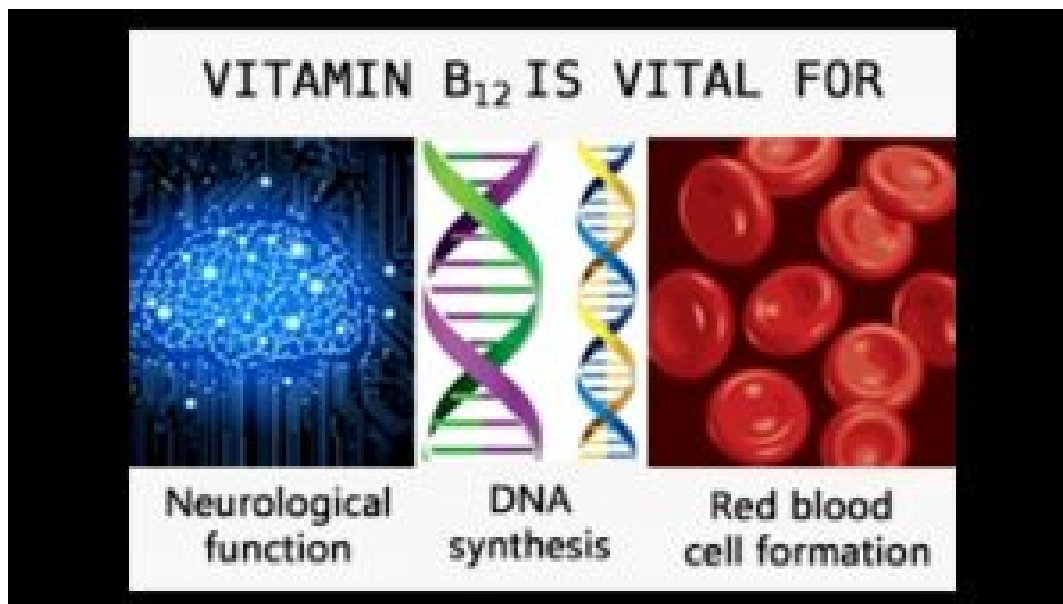 VITAMIN B₁₂ IS VITAL FOR
Neurological
function
DNA
synthesis
Red blood
cell formation